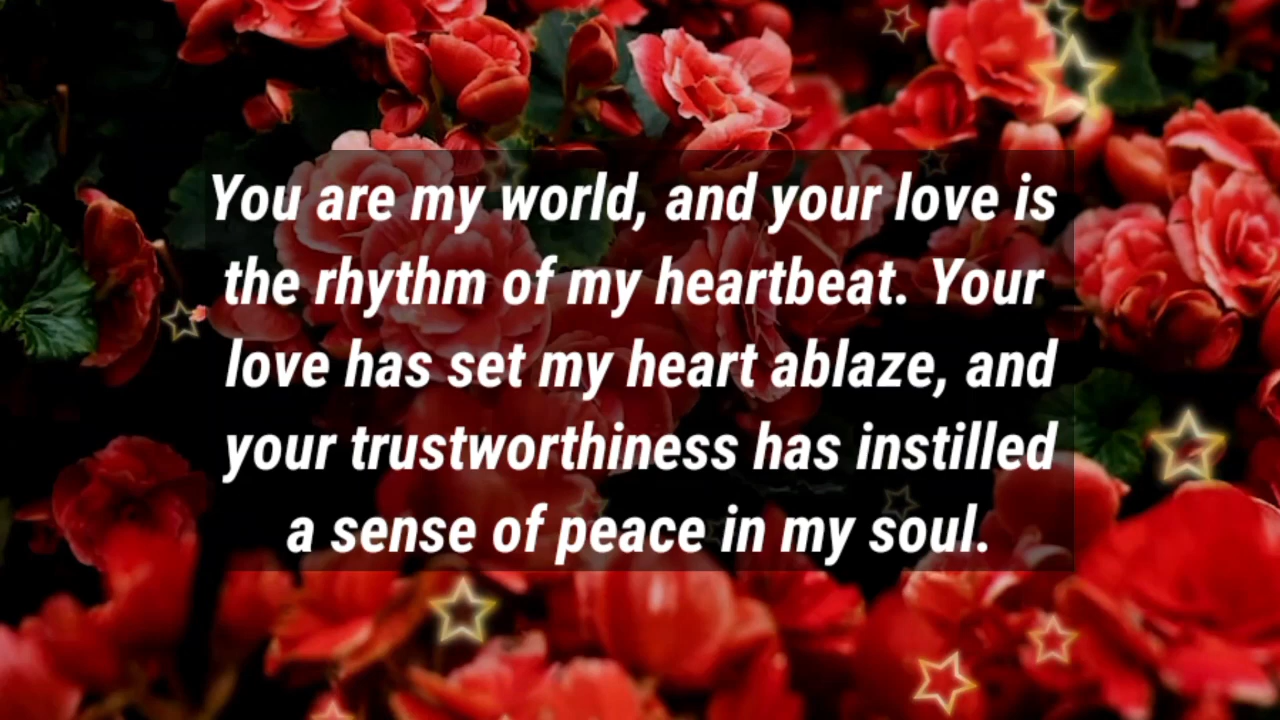 You are my world, and your love is
the rhythm of my heartbeat. Your
love has set my heart ablaze, and
your trustworthiness has instilled
a sense of peace in my soul.